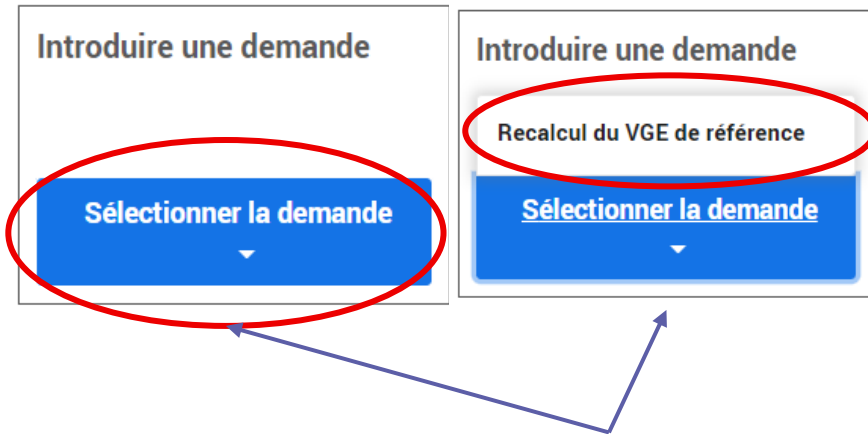 Introduire une demande
Sélectionner la demande
Introduire une demande
Recalcul du VGE de référence
Sélectionner la demande